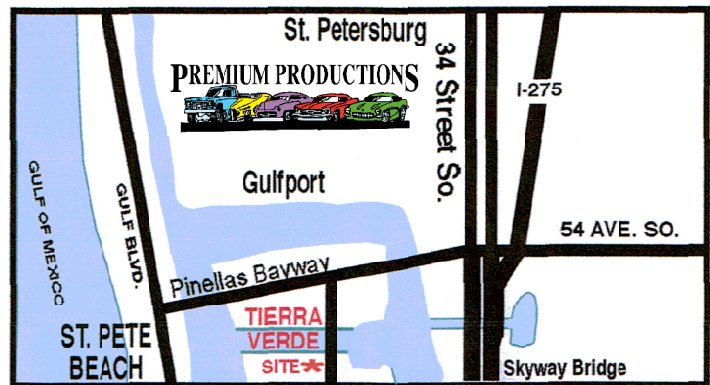 St. Petersburg
PREMIUM PRODUCTIONS
34 Street So.
I-275
Gulfport
GULF OF MEXICO
GULF BLVD.
54 AVE. SO.
Pinellas Bayway
TIERRA
VERDE
SITE*
ST. PETE
BEACH
Skyway Bridge